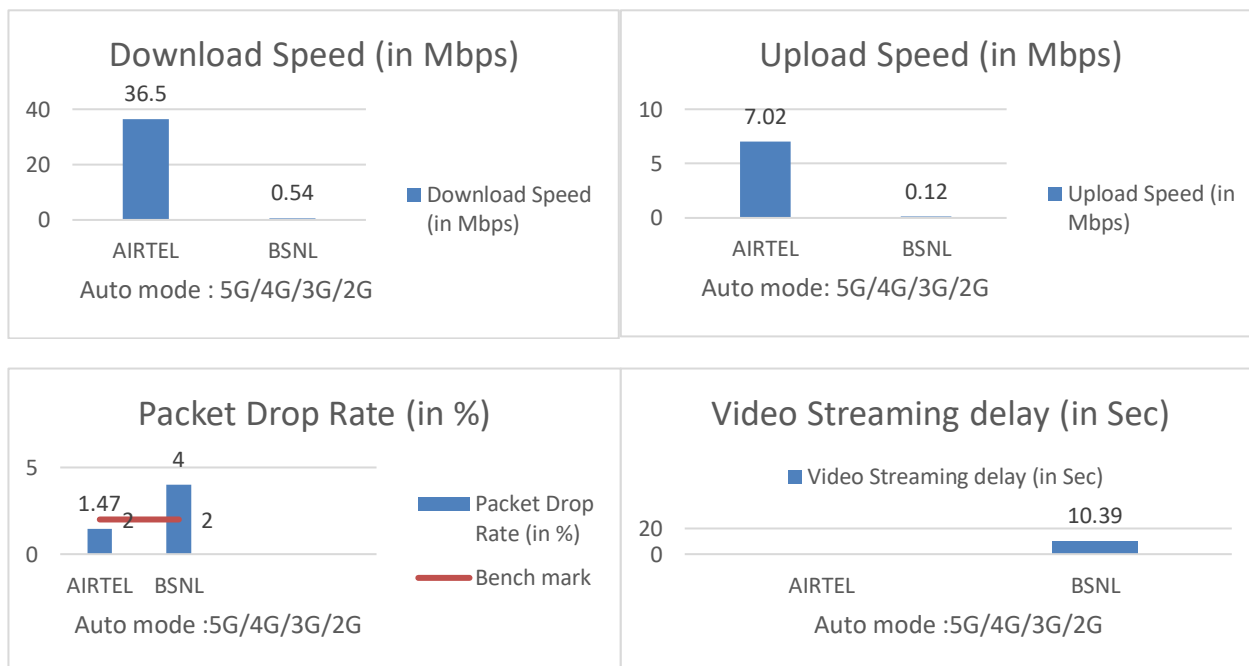 Download Speed (in Mbps)
40
20
0
36.5
0.54
AIRTEL BSNL
Auto mode : 5G/4G/3G/2G
Download Speed
(in Mbps)
Upload Speed (in Mbps)
10
5
0
7.02
0.12
AIRTEL BSNL
Auto mode: 5G/4G/3G/2G
Upload Speed (in
Mbps)
Packet Drop Rate (in %)
5
0
1.47
4
2 2
AIRTEL BSNL
Auto mode :5G/4G/3G/2G
Packet Drop
Rate (in %)
Bench mark
Video Streaming delay (in Sec)
Video Streaming delay (in Sec)
20
0
10.39
AIRTEL BSNL
Auto mode :5G/4G/3G/2G